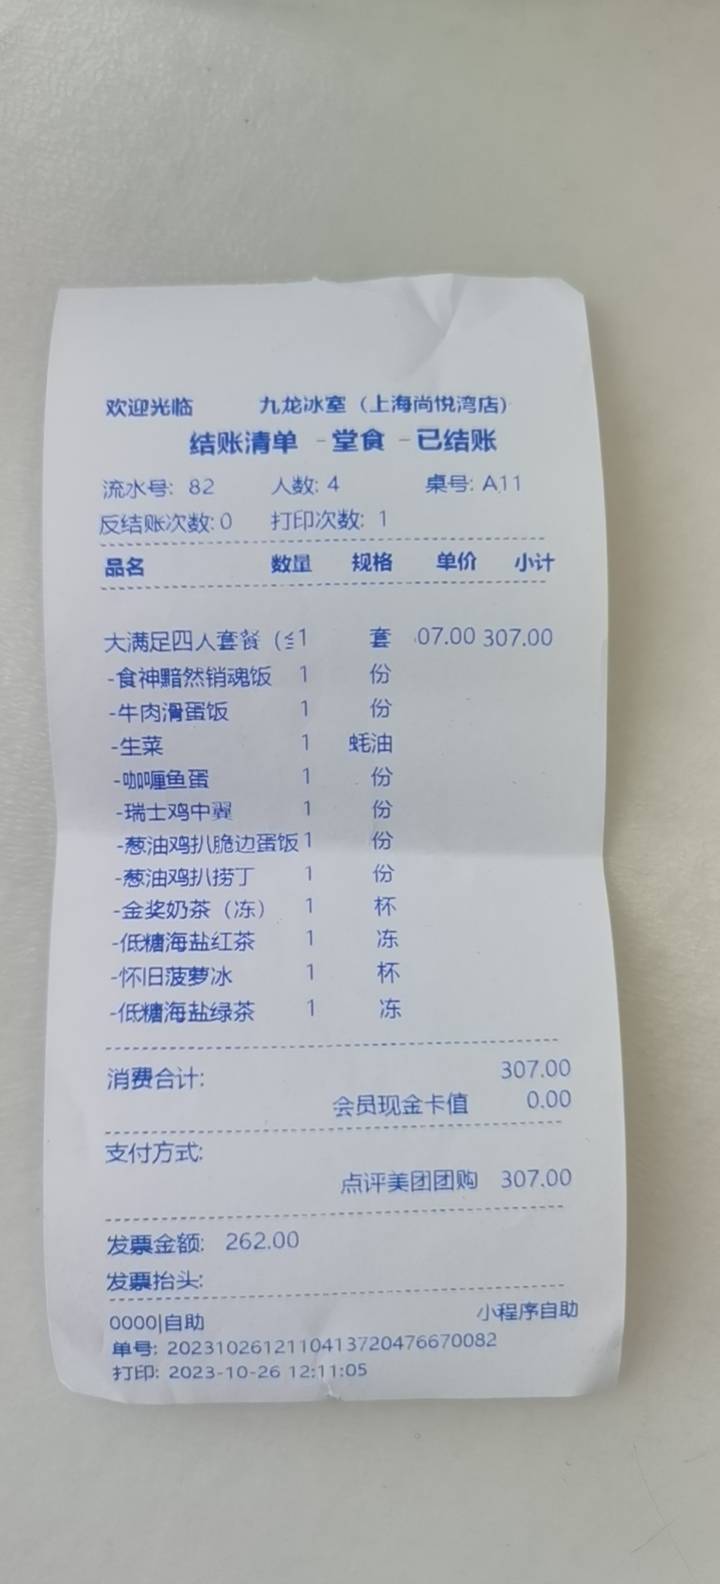 欢迎光临 九龙冰室（上海尚悦湾店）
结账清单 -堂食 -已结账
流水号: 82 人数: 4 桌号: A11
反结账次数: 0 打印次数: 1
品名 数量 规格 单价 小计
大满足四人套餐（ 1 套 07.00 307.00
-食神黯然销魂饭 1 份
-牛肉滑蛋饭 1 份
-生菜 1 蚝油
-咖喱鱼蛋 1 份
-瑞士鸡中翼 1 份
-葱油鸡扒脆边蛋饭 1 份
-葱油鸡扒捞丁 1 份
-金奖奶茶（冻） 1 杯
-低糖海盐红茶 1 冻
-怀旧菠萝冰 1 杯
-低糖海盐绿茶 1 冻
消费合计: 307.00
会员现金卡值 0.00
支付方式:
点评美团团购 307.00
发票金额: 262.00
发票抬头:
0000|自助 小程序自助
单号: 2023102612110413720476670082
打印: 2023-10-26 12:11:05